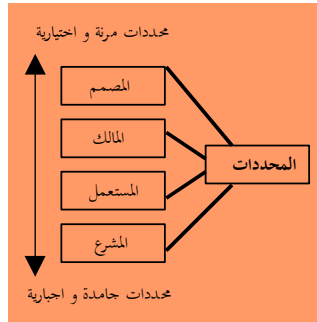 محددات مرنة و اختيارية
المصمم
المالك
المحددات
المستعمل
المشرع
محددات جامدة و اجبارية